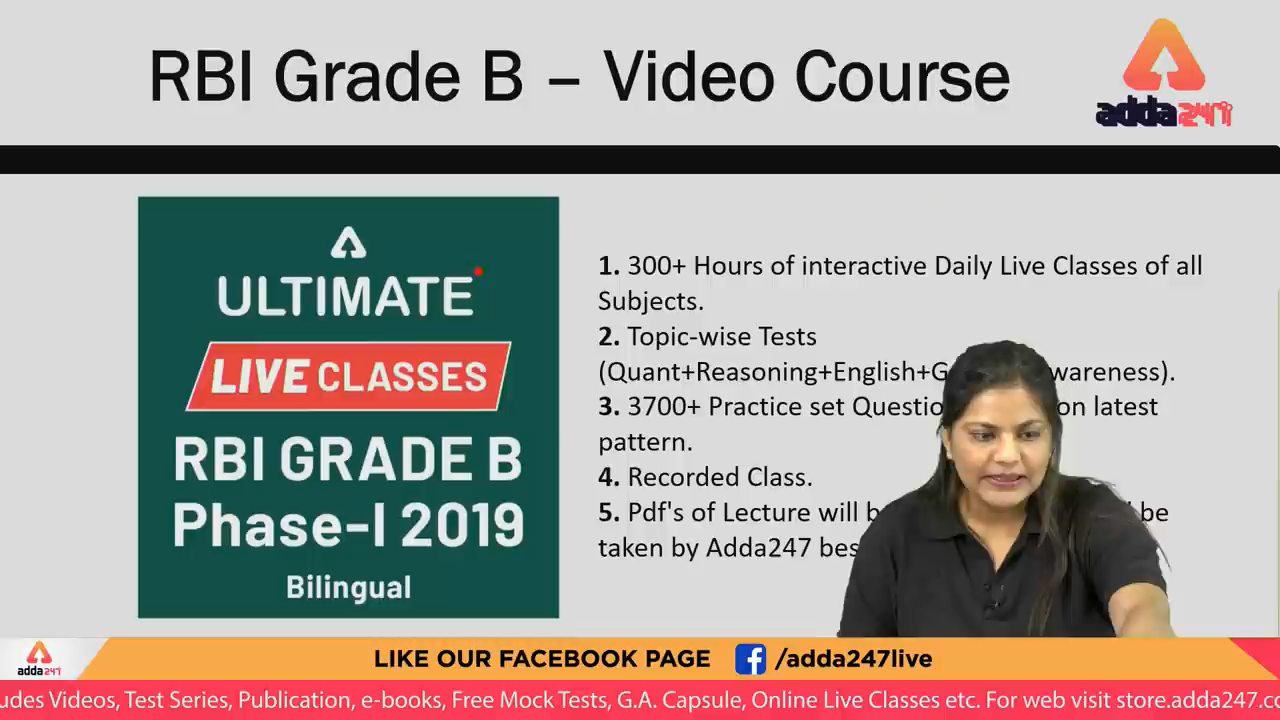 RBI Grade B – Video Course
adda247
ULTIMATE
LIVE CLASSES
RBI GRADE B
Phase-I 2019
Bilingual
1. 300+ Hours of interactive Daily Live Classes of all
Subjects.
2. Topic-wise Tests
(Quant+Reasoning+English+G
3. 3700+ Practice set on latest
pattern.
4. Recorded Class.
5. Pdf's of Lecture will be
taken by Adda247
adda247
LIKE OUR FACEBOOK PAGE f /adda247live
Videos, Test Series, Publication, e-books, Free Mock Tests, G.A. Capsule, Online Live Classes etc. For web visit